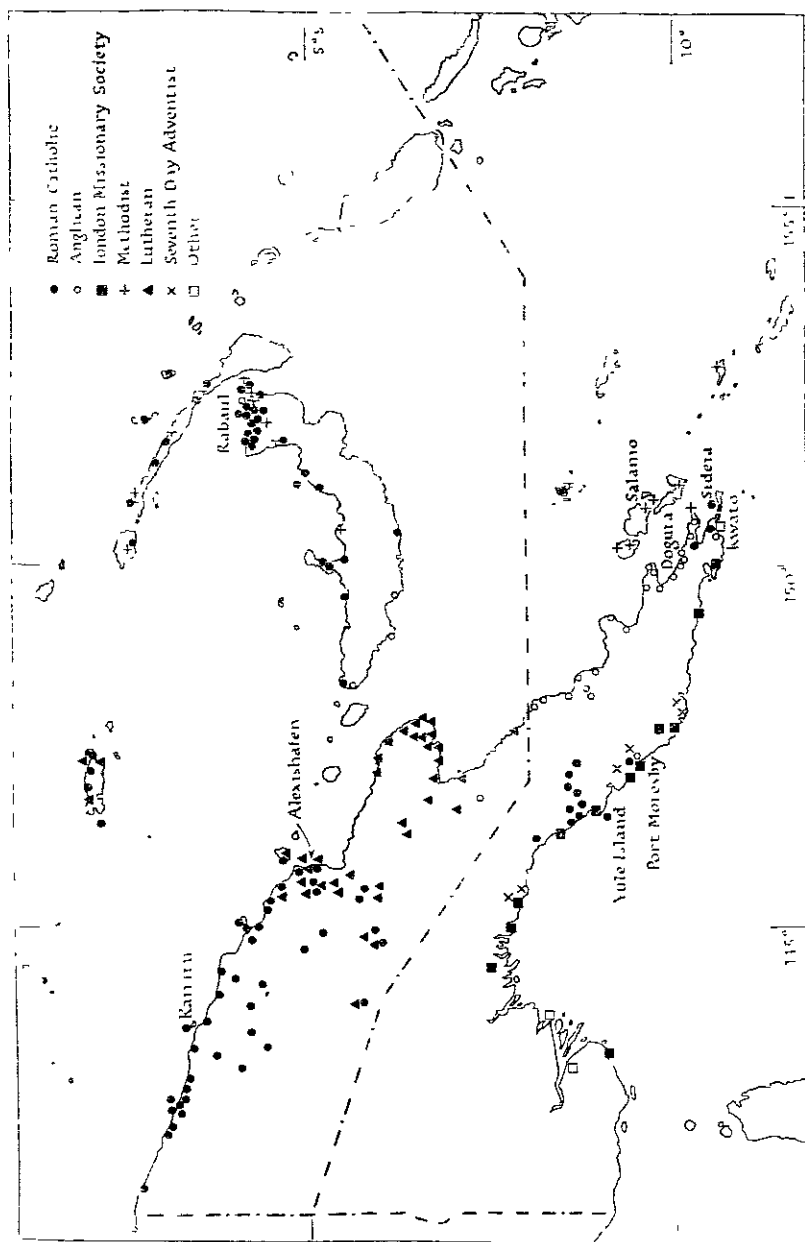 Roman Catholic
Anglican
London Missionary Society
Methodist
Lutheran
Seventh Day Adventist
Other
5°
10°
155°
150°
Rabaul
Alexishafen
Salamo
Dogura
Sideia
Kwato
Yule Island
Port Moresby